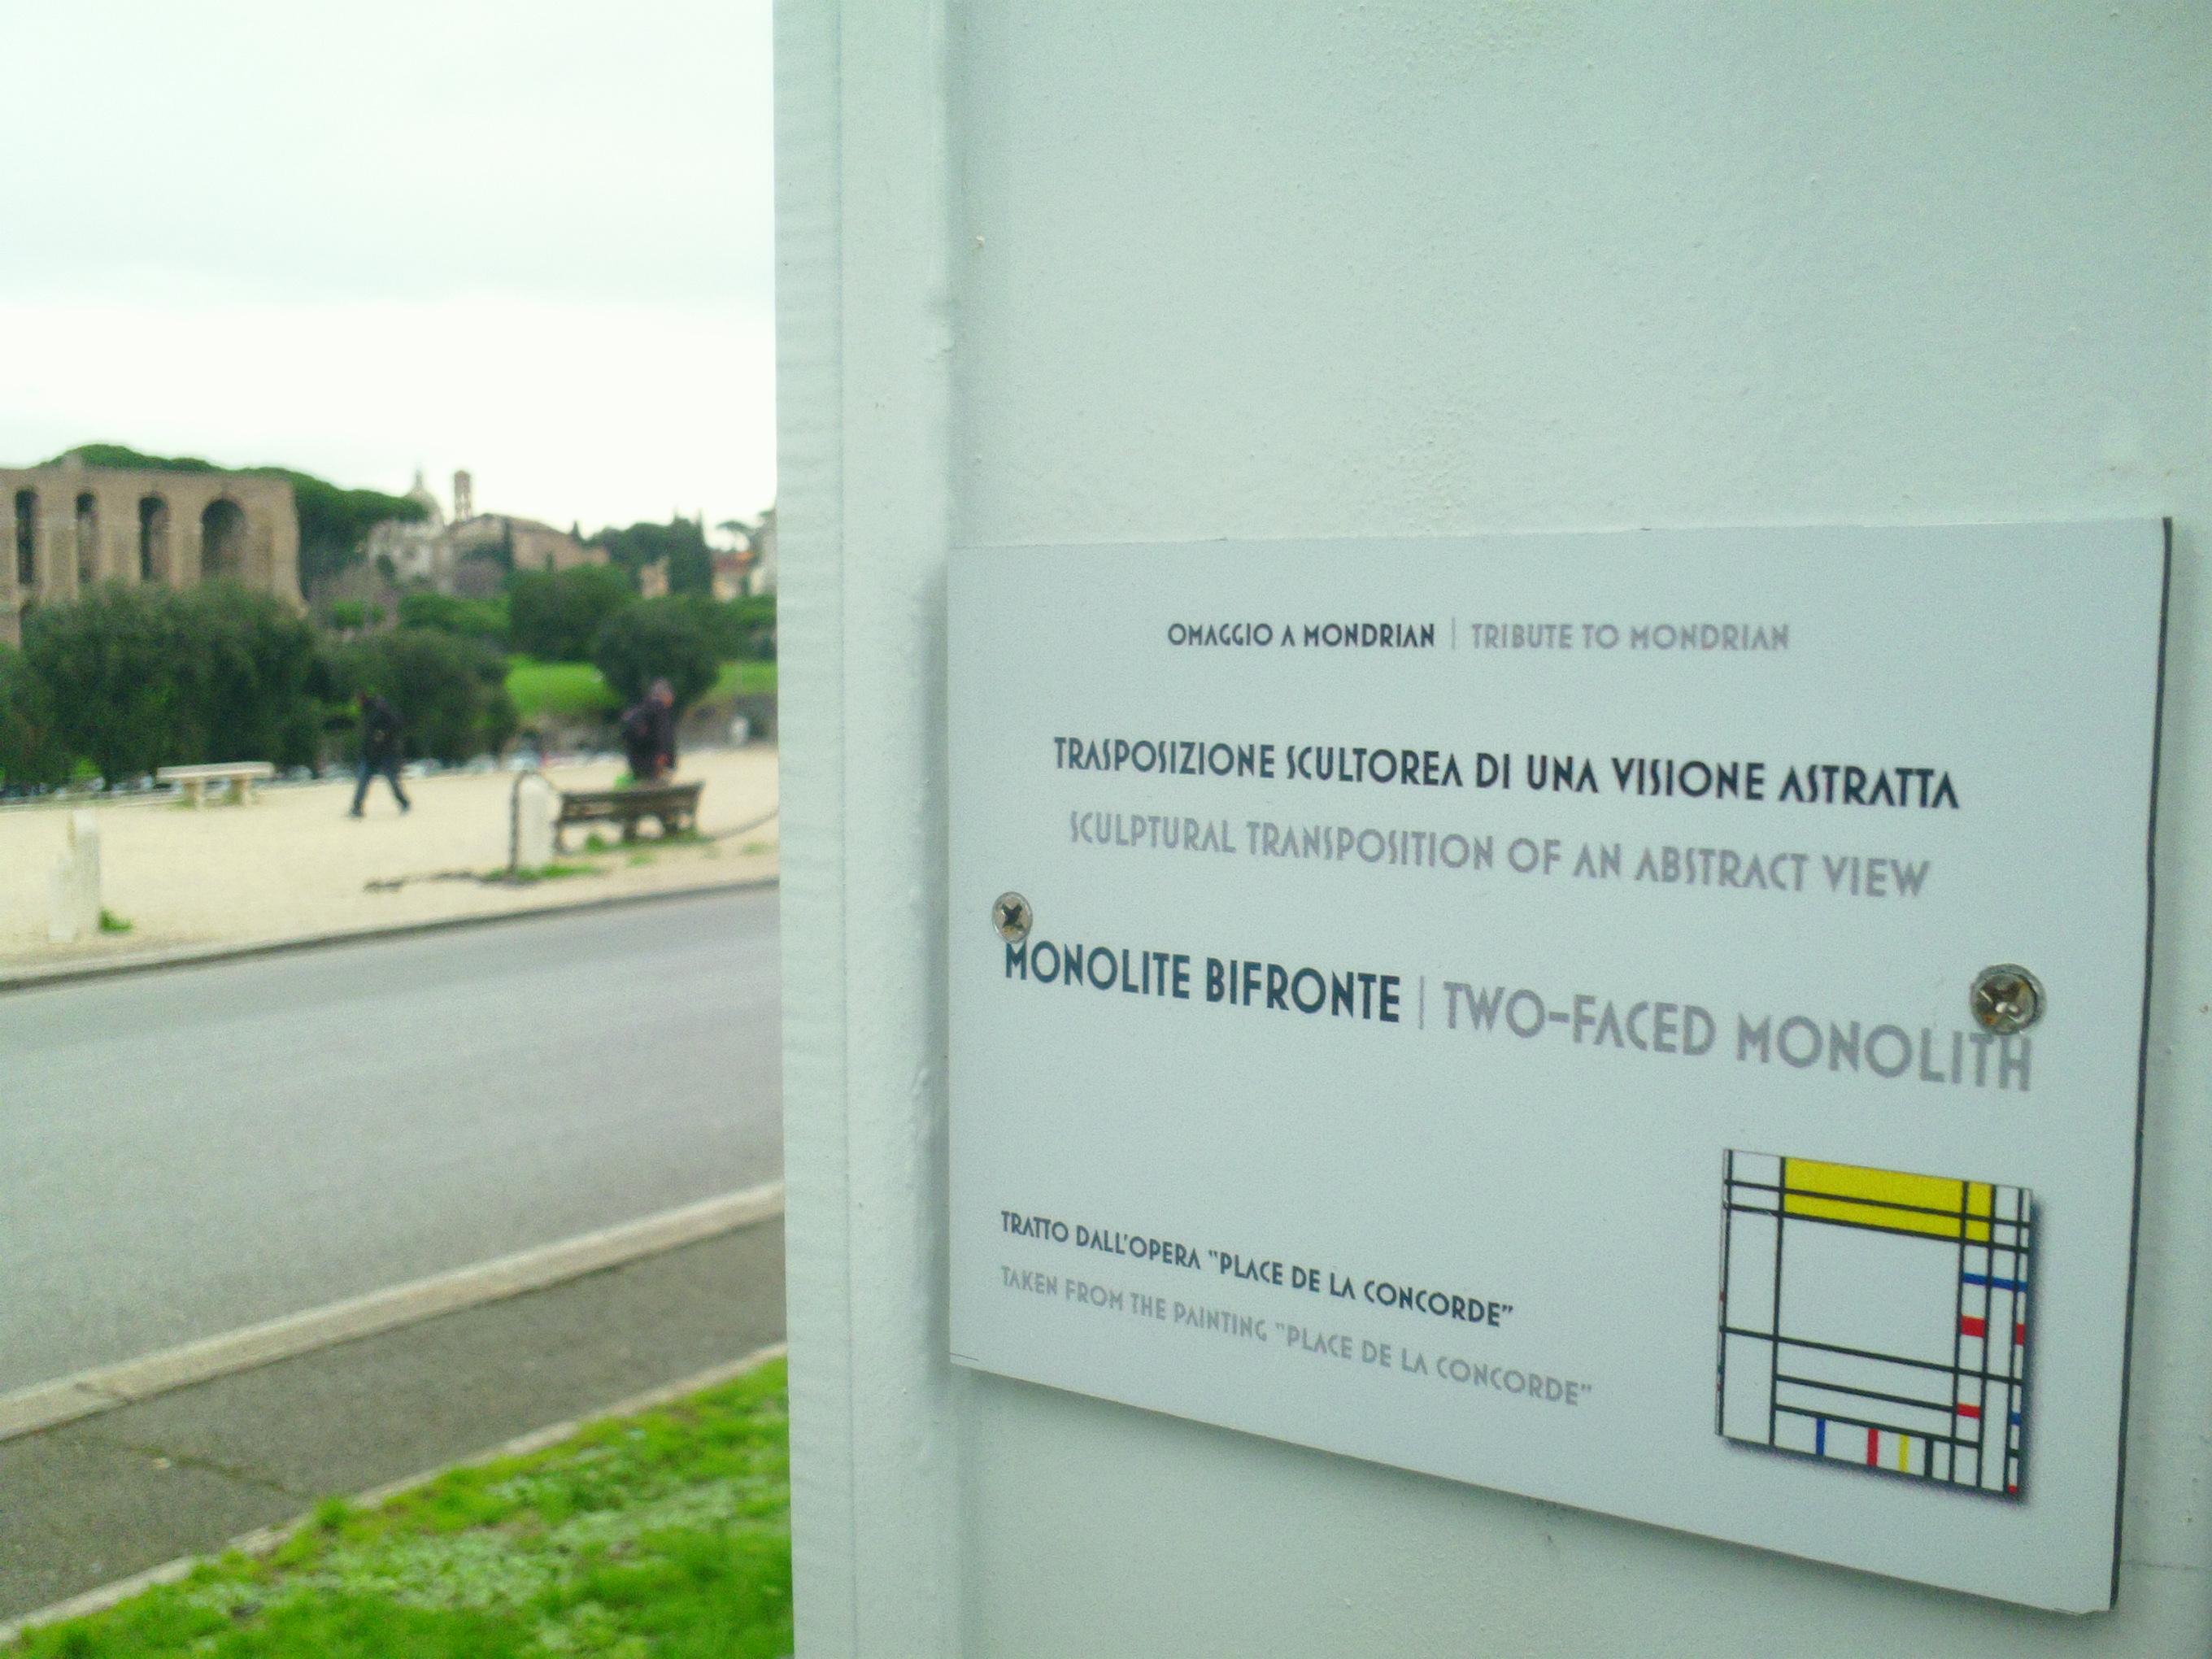 OMAGGIO A MONDRIAN | TRIBUTE TO MONDRIAN
TRASPOSIZIONE SCULTOREA DI UNA VISIONE ASTRATTA
SCULPTURAL TRANSPOSITION OF AN ABSTRACT VIEW
MONOLITE BIFRONTE | TWO-FACED MONOLITH
TRATTO DALL'OPERA "PLACE DE LA CONCORDE"
TAKEN FROM THE PAINTING "PLACE DE LA CONCORDE"